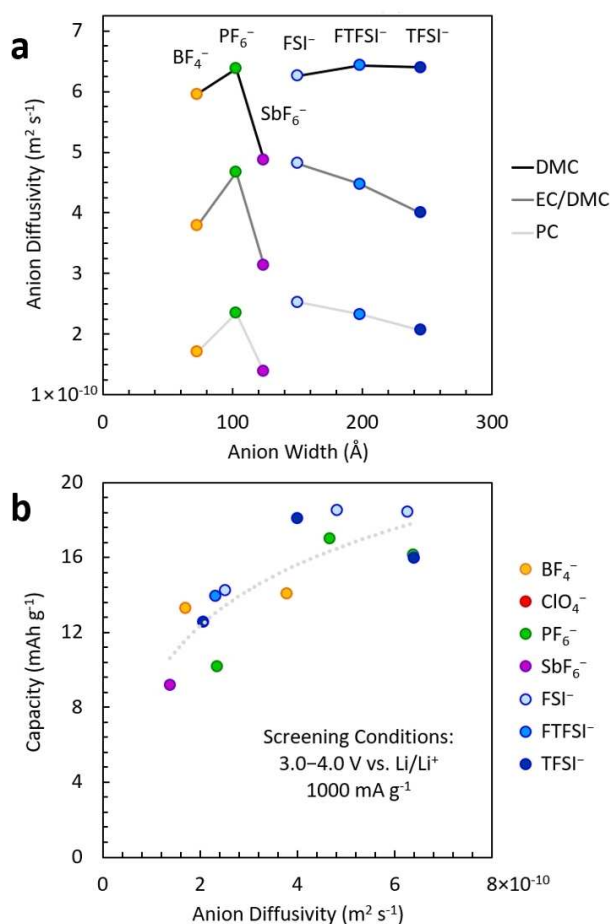 a
7
6
5
4
3
2
1×10⁻¹⁰
Anion Diffusivity (m² s⁻¹)
BF₄⁻
PF₆⁻
SbF₆⁻
FSI⁻
FTFSI⁻
TFSI⁻
DMC
EC/DMC
PC
0
100
200
300
Anion Width (Å)
b
20
16
12
8
4
0
Capacity (mAh g⁻¹)
Screening Conditions:
3.0–4.0 V vs. Li/Li⁺
1000 mA g⁻¹
BF₄⁻
ClO₄⁻
PF₆⁻
SbF₆⁻
FSI⁻
FTFSI⁻
TFSI⁻
0
2
4
6
8×10⁻¹⁰
Anion Diffusivity (m² s⁻¹)